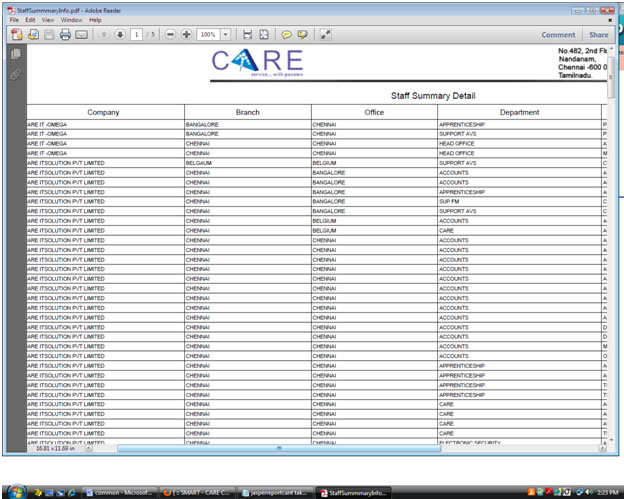 StaffSummmaryInfo.pdf - Adobe Reader
File Edit View Window Help
1 / 5 100% Comment Share
CARE
service... with passion
No.482, 2nd Fk
Nandanam,
Chennai -600 0
Tamilnadu.
Staff Summary Detail
Company Branch Office Department
ARE IT -OMEGA BANGALORE CHENNAI APPRENTICESHIP P
ARE IT -OMEGA BANGALORE CHENNAI SUPPORT AVS P
ARE IT -OMEGA CHENNAI CHENNAI HEAD OFFICE A
ARE IT -OMEGA CHENNAI CHENNAI HEAD OFFICE M
ARE ITSOLUTION PVT LIMITED BELGAUM BELGIUM SUPPORT AVS C
ARE ITSOLUTION PVT LIMITED CHENNAI BANGALORE ACCOUNTS A
ARE ITSOLUTION PVT LIMITED CHENNAI BANGALORE ACCOUNTS A
ARE ITSOLUTION PVT LIMITED CHENNAI BANGALORE APPRENTICESHIP A
ARE ITSOLUTION PVT LIMITED CHENNAI BANGALORE SUP FM C
ARE ITSOLUTION PVT LIMITED CHENNAI BANGALORE SUPPORT AVS C
ARE ITSOLUTION PVT LIMITED CHENNAI BELGIUM ACCOUNTS A
ARE ITSOLUTION PVT LIMITED CHENNAI BELGIUM CARE A
ARE ITSOLUTION PVT LIMITED CHENNAI CHENNAI ACCOUNTS A
ARE ITSOLUTION PVT LIMITED CHENNAI CHENNAI ACCOUNTS A
ARE ITSOLUTION PVT LIMITED CHENNAI CHENNAI ACCOUNTS A
ARE ITSOLUTION PVT LIMITED CHENNAI CHENNAI ACCOUNTS A
ARE ITSOLUTION PVT LIMITED CHENNAI CHENNAI ACCOUNTS A
ARE ITSOLUTION PVT LIMITED CHENNAI CHENNAI ACCOUNTS A
ARE ITSOLUTION PVT LIMITED CHENNAI CHENNAI ACCOUNTS A
ARE ITSOLUTION PVT LIMITED CHENNAI CHENNAI ACCOUNTS A
ARE ITSOLUTION PVT LIMITED CHENNAI CHENNAI ACCOUNTS A
ARE ITSOLUTION PVT LIMITED CHENNAI CHENNAI ACCOUNTS D
ARE ITSOLUTION PVT LIMITED CHENNAI CHENNAI ACCOUNTS D
ARE ITSOLUTION PVT LIMITED CHENNAI CHENNAI ACCOUNTS M
ARE ITSOLUTION PVT LIMITED CHENNAI CHENNAI ACCOUNTS O
ARE ITSOLUTION PVT LIMITED CHENNAI CHENNAI APPRENTICESHIP A
ARE ITSOLUTION PVT LIMITED CHENNAI CHENNAI APPRENTICESHIP A
ARE ITSOLUTION PVT LIMITED CHENNAI CHENNAI APPRENTICESHIP T
ARE ITSOLUTION PVT LIMITED CHENNAI CHENNAI APPRENTICESHIP T
ARE ITSOLUTION PVT LIMITED CHENNAI CHENNAI CARE A
ARE ITSOLUTION PVT LIMITED CHENNAI CHENNAI CARE A
ARE ITSOLUTION PVT LIMITED CHENNAI CHENNAI CARE A
ARE ITSOLUTION PVT LIMITED CHENNAI CHENNAI CARE T
ARE ITSOLUTION PVT LIMITED CHENNAI CHENNAI ELECTRONIC SECURITY A
16.81 x 11.69 in
common - Microsof... [ :: SMART - CARE C... jasperreportcant tak... StaffSummmaryInfo... 2:23 PM